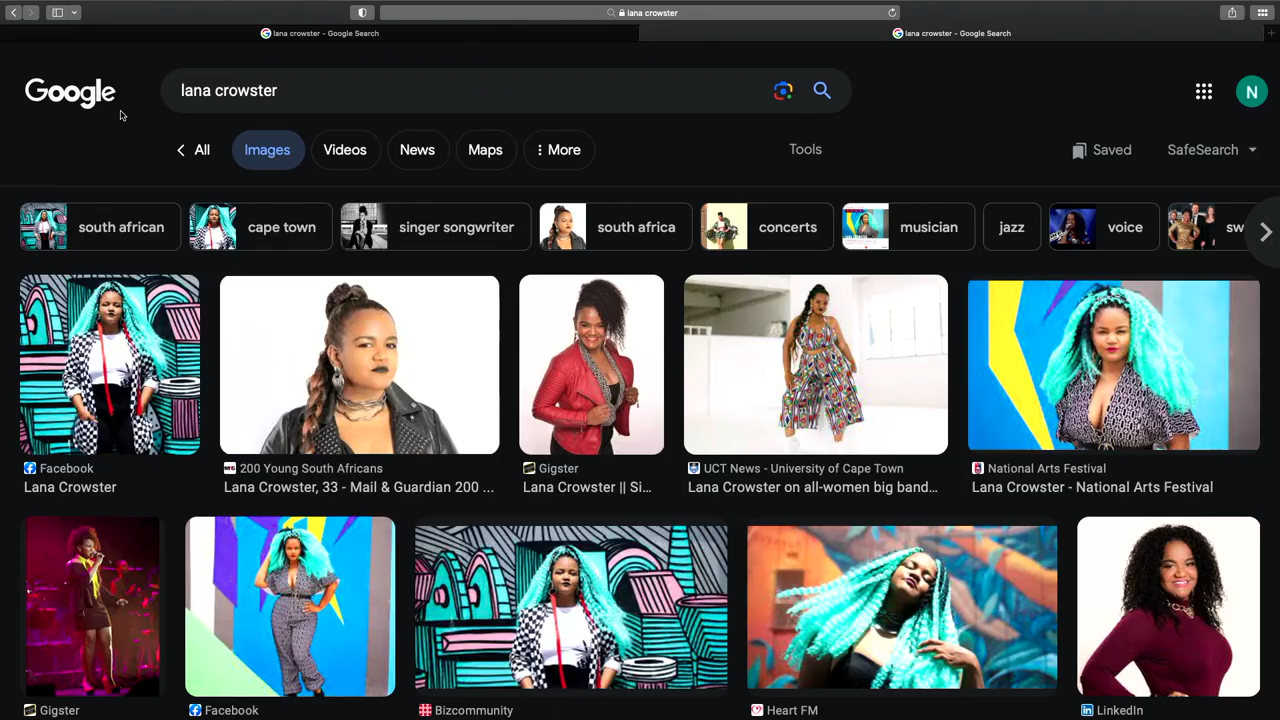 lana crowster
lana crowster - Google Search
lana crowster - Google Search
Google
lana crowster
N
All
Images
Videos
News
Maps
More
Tools
Saved
SafeSearch
south african
cape town
singer songwriter
south africa
concerts
musician
jazz
voice
sw
Facebook
Lana Crowster
200 Young South Africans
Lana Crowster, 33 - Mail & Guardian 200 ...
Gigster
Lana Crowster || Si...
UCT News - University of Cape Town
Lana Crowster on all-women big band...
National Arts Festival
Lana Crowster - National Arts Festival
Gigster
Facebook
Bizcommunity
Heart FM
LinkedIn